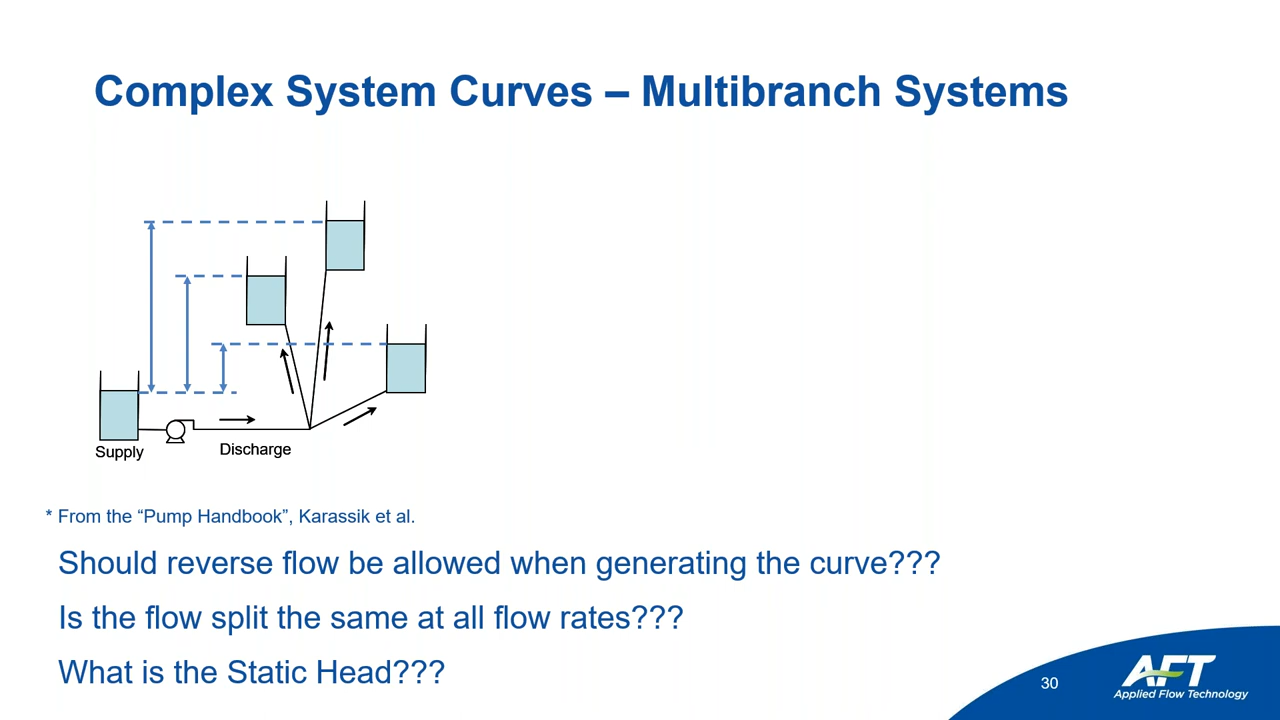 Complex System Curves – Multibranch Systems
Supply
Discharge
* From the “Pump Handbook”, Karassik et al.
Should reverse flow be allowed when generating the curve???
Is the flow split the same at all flow rates???
What is the Static Head???
30
AFT
Applied Flow Technology